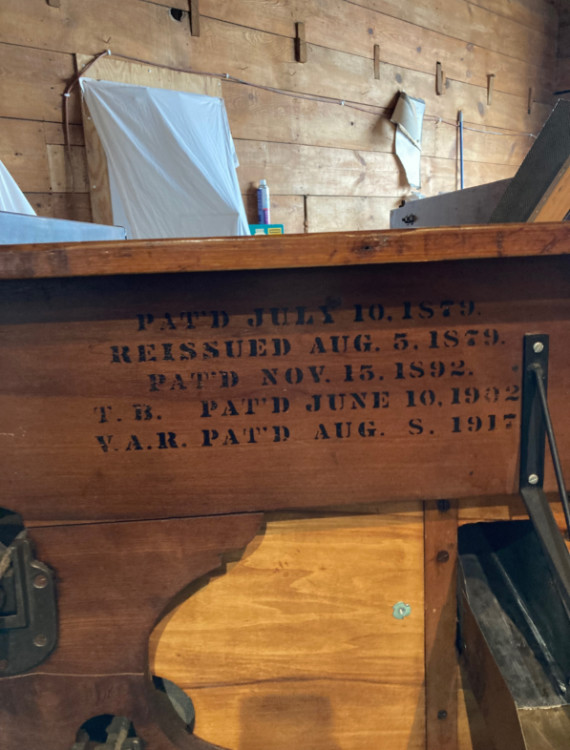 PAT'D JULY 10, 1879.
REISSUED AUG. 5, 1879.
PAT'D NOV. 15, 1892.
T. B. PAT'D JUNE 10, 1902
V.A.R. PAT'D AUG. 8. 1917